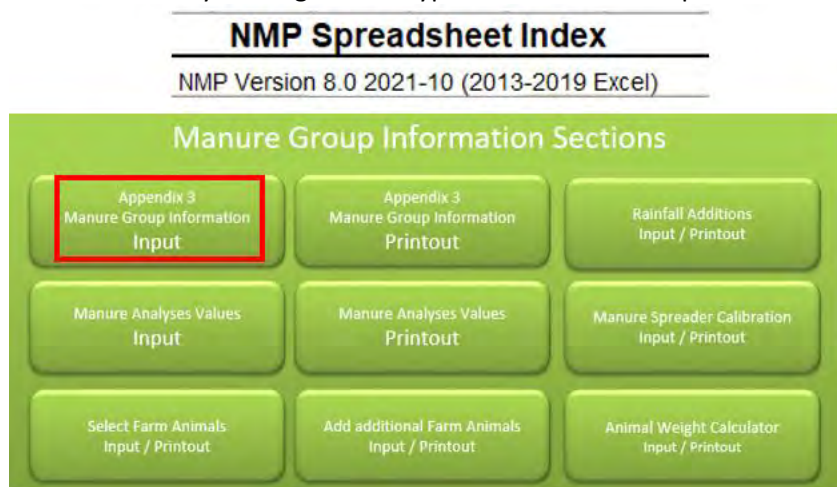 NMP Spreadsheet Index
NMP Version 8.0 2021-10 (2013-2019 Excel)
Manure Group Information Sections
Appendix 3
Manure Group Information
Input
Appendix 3
Manure Group Information
Printout
Rainfall Additions
Input / Printout
Manure Analyses Values
Input
Manure Analyses Values
Printout
Manure Spreader Calibration
Input / Printout
Select Farm Animals
Input / Printout
Add additional Farm Animals
Input / Printout
Animal Weight Calculator
Input / Printout